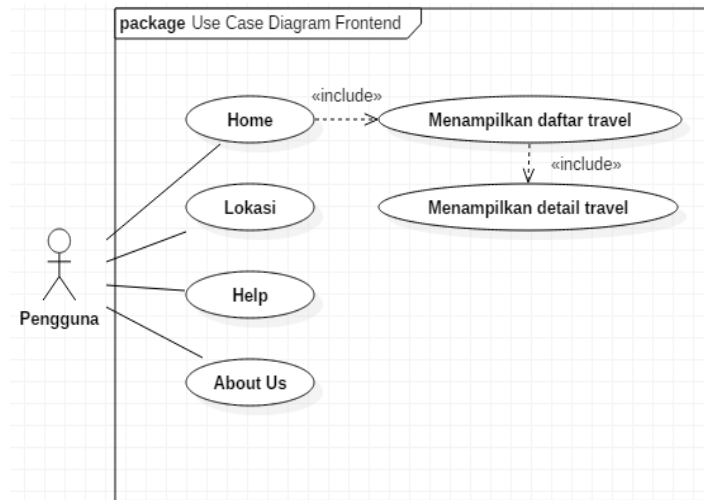 package Use Case Diagram Frontend
«include»
Home
Menampilkan daftar travel
«include»
Lokasi
Menampilkan detail travel
Help
Pengguna
About Us